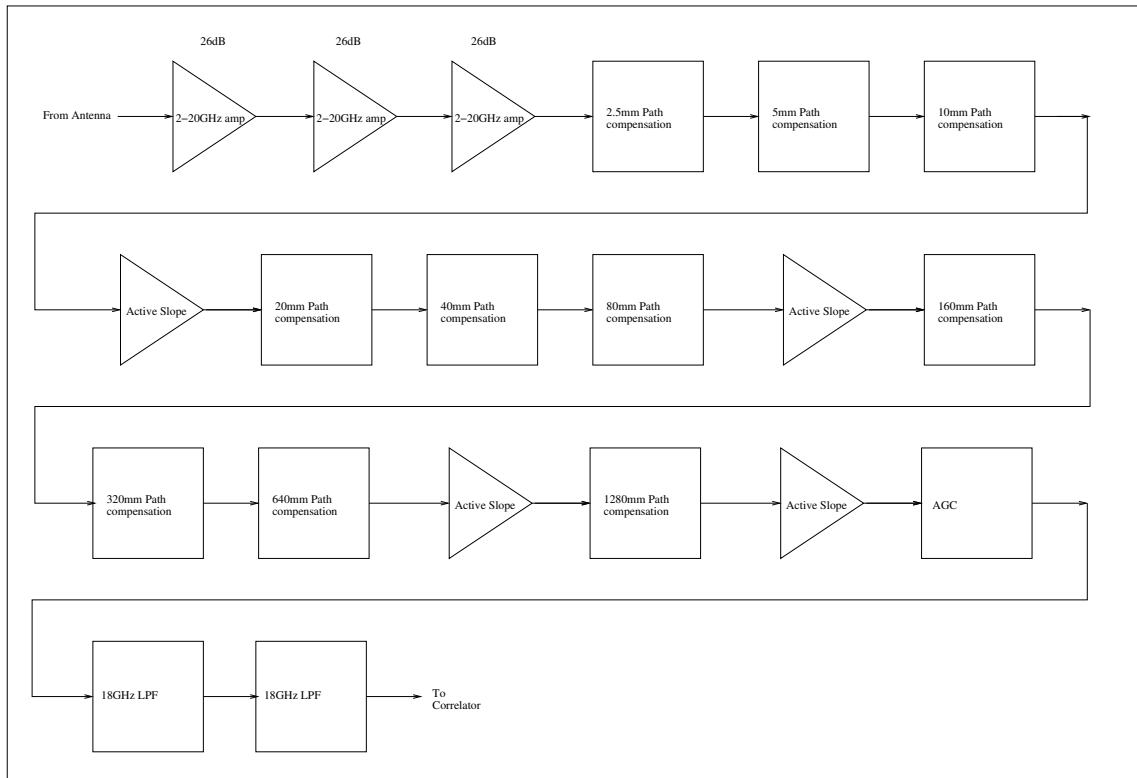 26dB
26dB
26dB
From Antenna
2-20GHz amp
2-20GHz amp
2-20GHz amp
2.5mm Path
compensation
5mm Path
compensation
10mm Path
compensation
Active Slope
20mm Path
compensation
40mm Path
compensation
80mm Path
compensation
Active Slope
160mm Path
compensation
320mm Path
compensation
640mm Path
compensation
Active Slope
1280mm Path
compensation
Active Slope
AGC
18GHz LPF
18GHz LPF
To
Correlator